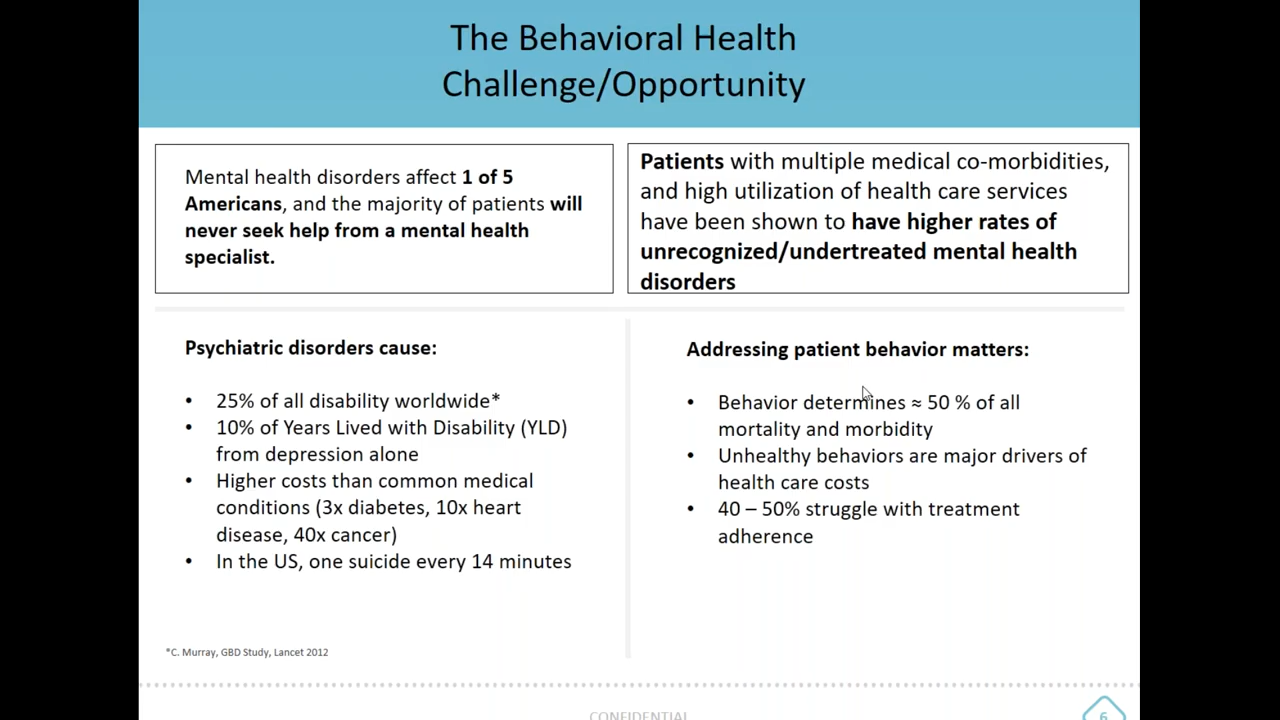 The Behavioral Health
Challenge/Opportunity
Mental health disorders affect 1 of 5
Americans, and the majority of patients will
never seek help from a mental health
specialist.
Patients with multiple medical co-morbidities,
and high utilization of health care services
have been shown to have higher rates of
unrecognized/undertreated mental health
disorders
Psychiatric disorders cause:
• 25% of all disability worldwide*
• 10% of Years Lived with Disability (YLD)
from depression alone
• Higher costs than common medical
conditions (3x diabetes, 10x heart
disease, 40x cancer)
• In the US, one suicide every 14 minutes
Addressing patient behavior matters:
• Behavior determines ≈ 50 % of all
mortality and morbidity
• Unhealthy behaviors are major drivers of
health care costs
• 40 – 50% struggle with treatment
adherence
*C. Murray, GBD Study, Lancet 2012
CONFIDENTIAL
6